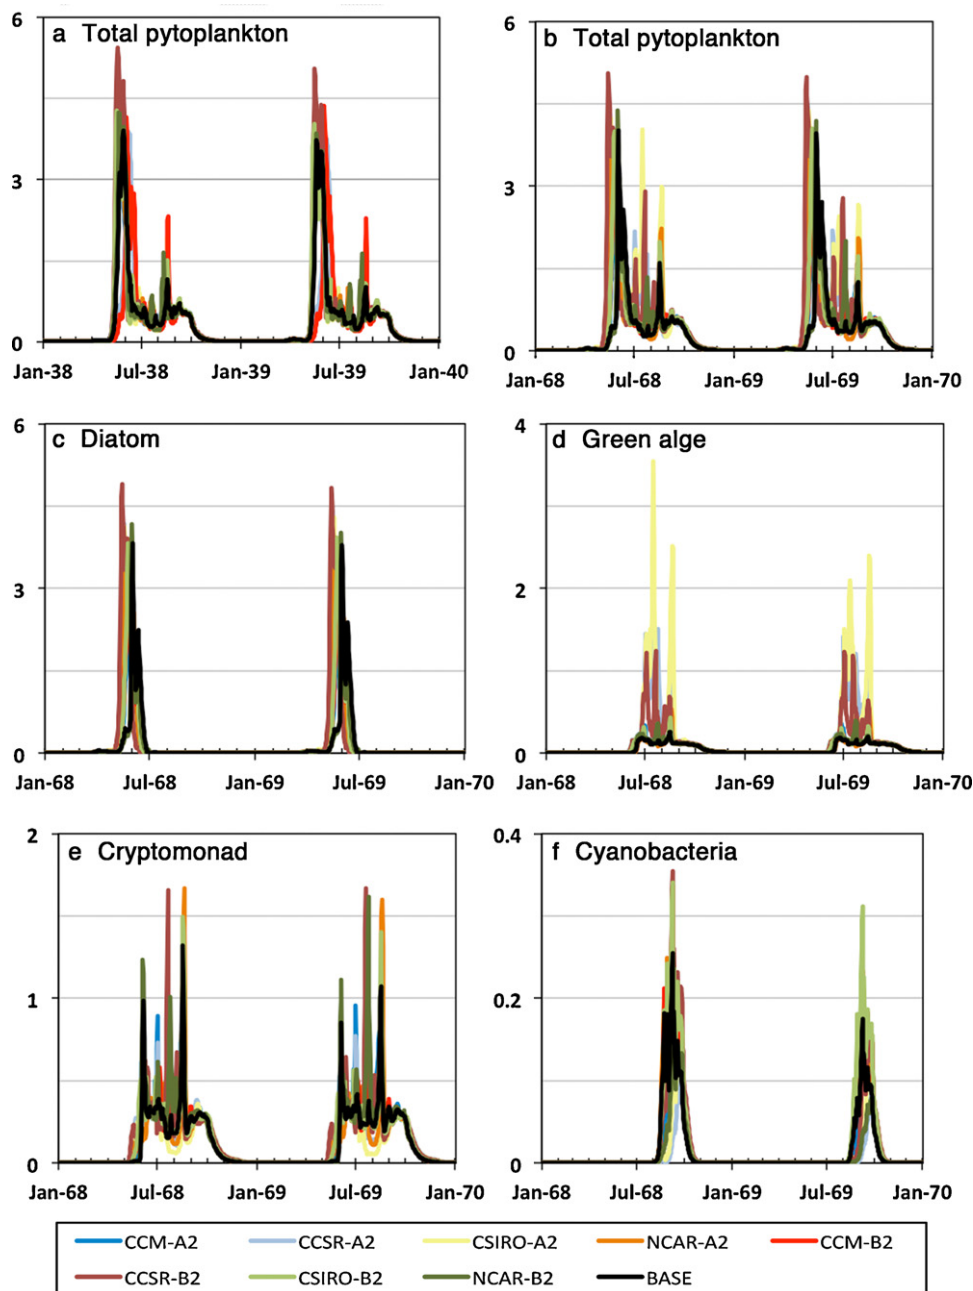 a Total pytoplankton
6
3
0
Jan-38 Jul-38 Jan-39 Jul-39 Jan-40
b Total pytoplankton
6
3
0
Jan-68 Jul-68 Jan-69 Jul-69 Jan-70
c Diatom
6
3
0
Jan-68 Jul-68 Jan-69 Jul-69 Jan-70
d Green alge
4
2
0
Jan-68 Jul-68 Jan-69 Jul-69 Jan-70
e Cryptomonad
2
1
0
Jan-68 Jul-68 Jan-69 Jul-69 Jan-70
f Cyanobacteria
0.4
0.2
0
Jan-68 Jul-68 Jan-69 Jul-69 Jan-70
CCM-A2 CCSR-A2 CSIRO-A2 NCAR-A2 CCM-B2
CCSR-B2 CSIRO-B2 NCAR-B2 BASE